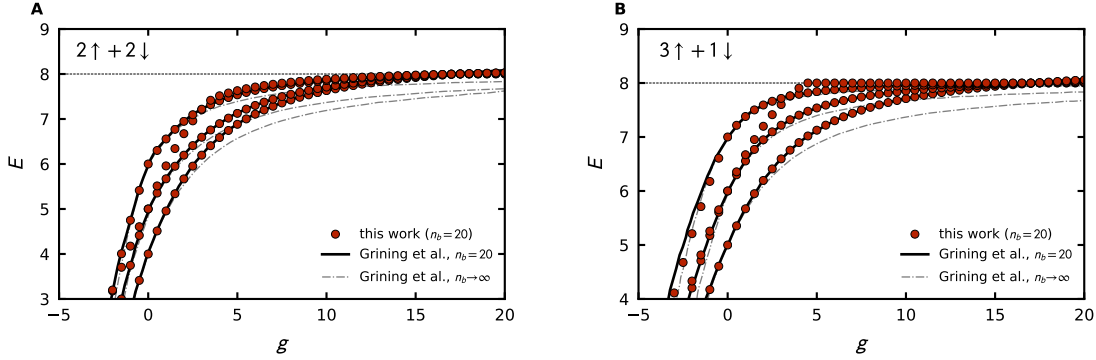 A
9
8
7
6
5
4
3
−5
0
5
10
15
20
E
g
2↑+2↓
this work (n_b=20)
Grining et al., n_b=20
Grining et al., n_b→∞
B
9
8
7
6
5
4
−5
0
5
10
15
20
E
g
3↑+1↓
this work (n_b=20)
Grining et al., n_b=20
Grining et al., n_b→∞